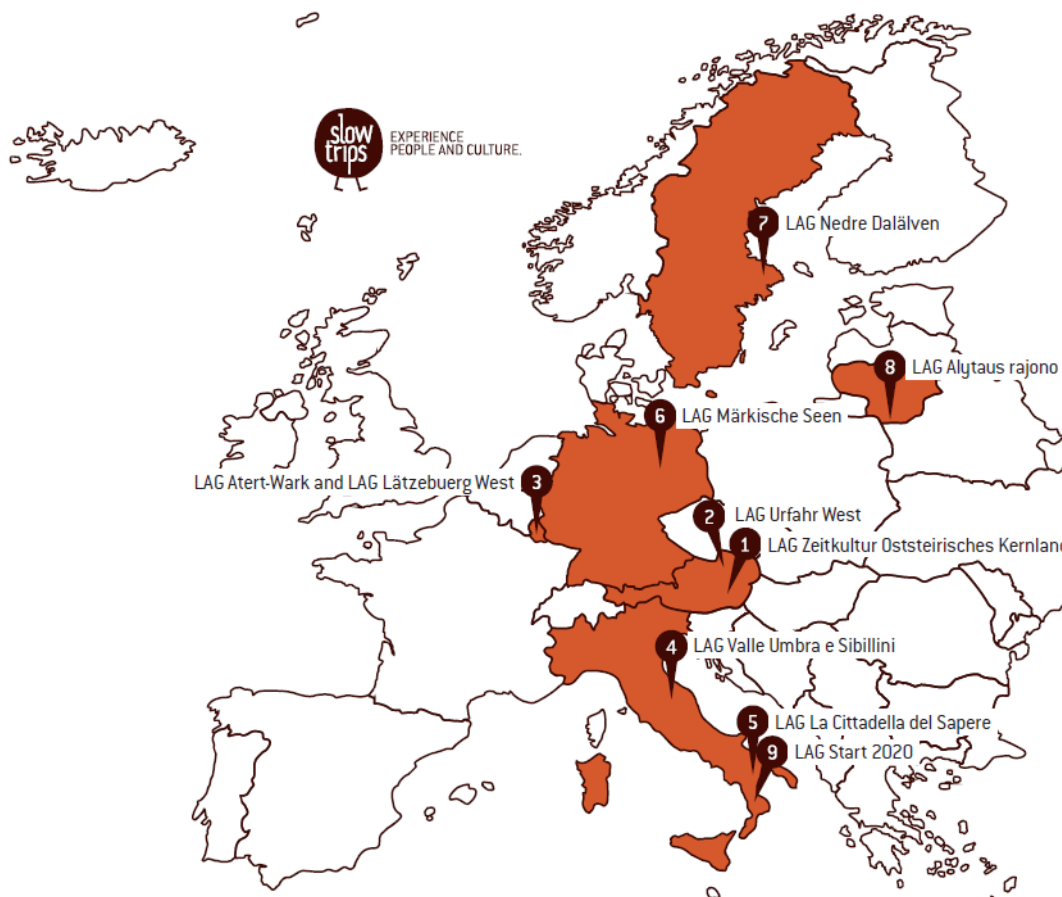 slow
trips
EXPERIENCE
PEOPLE AND CULTURE.
7 LAG Nedre Dalälven
8 LAG Alytaus rajono
6 LAG Märkische Seen
LAG Atert-Wark and LAG Lätzebuerg West 3
2 LAG Urfahr West
1 LAG Zeitkultur Oststeirisches Kernland
4 LAG Valle Umbra e Sibillini
5 LAG La Cittadella del Sapere
9 LAG Start 2020